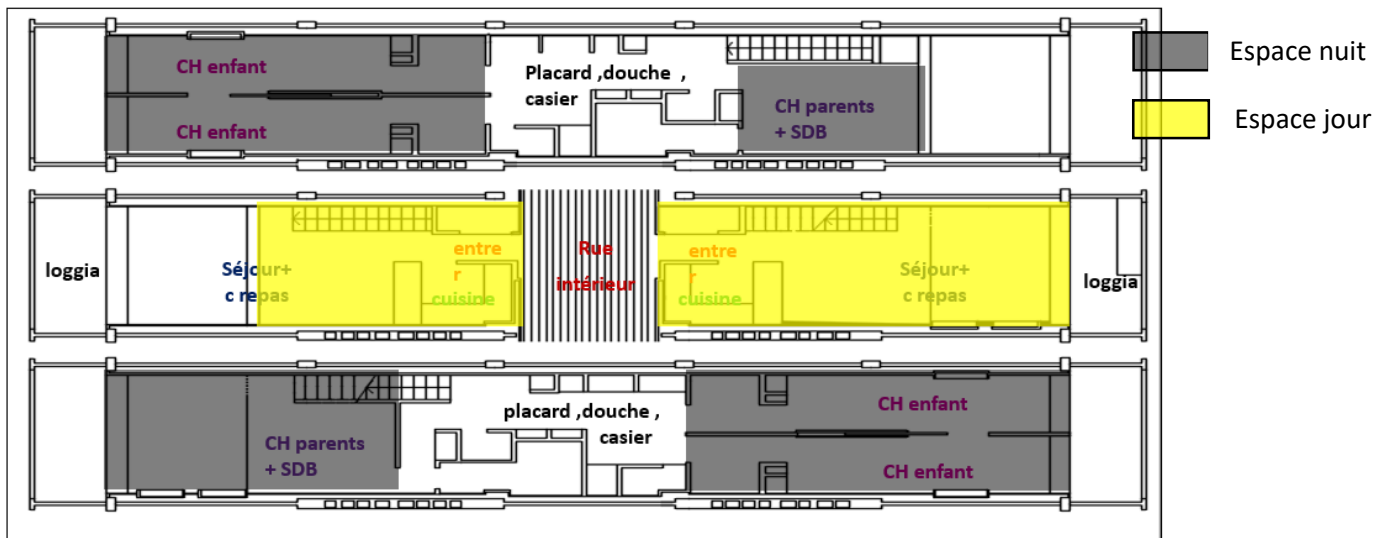 CH enfant
Placard ,douche ,
casier
CH enfant
CH parents
+ SDB
Espace nuit
Espace jour
loggia
Séjour+
c repas
entre
r
cuisine
Rue
intérieur
entre
r
cuisine
Séjour+
c repas
loggia
CH parents
+ SDB
placard ,douche ,
casier
CH enfant
CH enfant